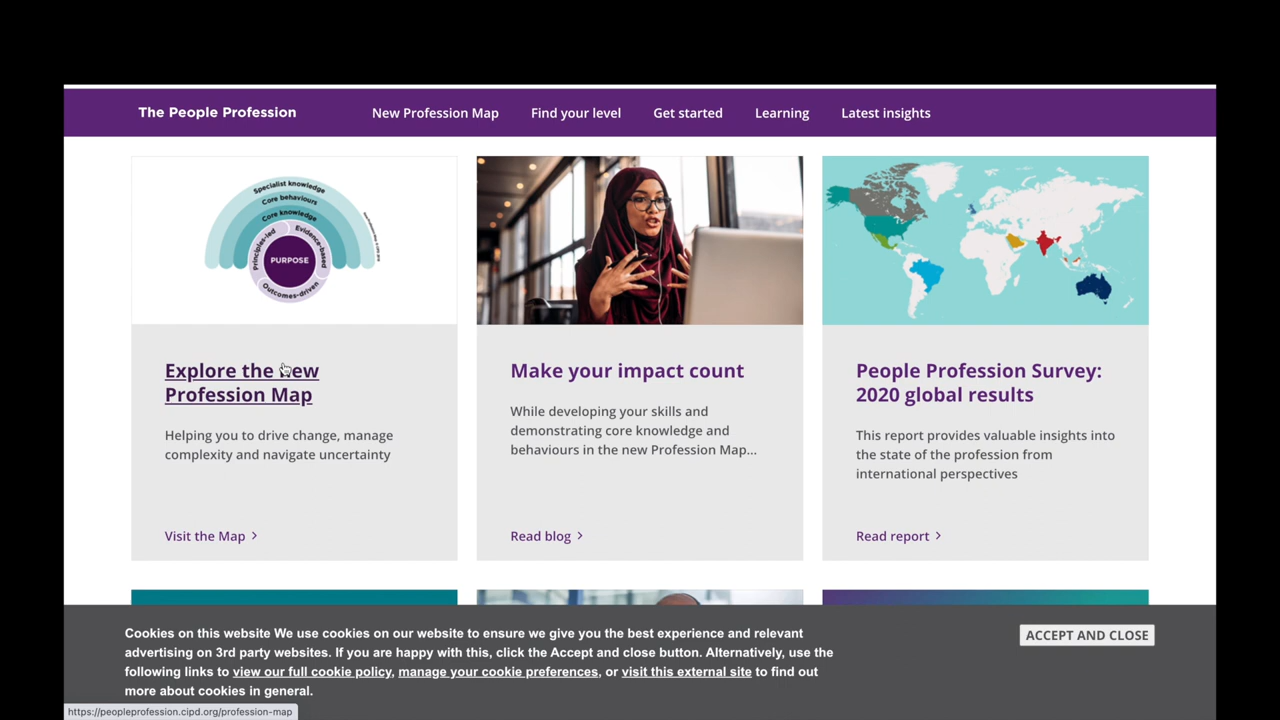 The People Profession
New Profession Map
Find your level
Get started
Learning
Latest insights
Specialist knowledge
Core behaviours
Core knowledge
Principles-led
Evidence-based
PURPOSE
Outcomes-driven
Explore the new
Profession Map
Helping you to drive change, manage
complexity and navigate uncertainty
Visit the Map
Make your impact count
While developing your skills and
demonstrating core knowledge and
behaviours in the new Profession Map...
Read blog
People Profession Survey:
2020 global results
This report provides valuable insights into
the state of the profession from
international perspectives
Read report
Cookies on this website We use cookies on our website to ensure we give you the best experience and relevant
advertising on 3rd party websites. If you are happy with this, click the Accept and close button. Alternatively, use the
following links to view our full cookie policy, manage your cookie preferences, or visit this external site to find out
more about cookies in general.
ACCEPT AND CLOSE
https://peopleprofession.cipd.org/profession-map